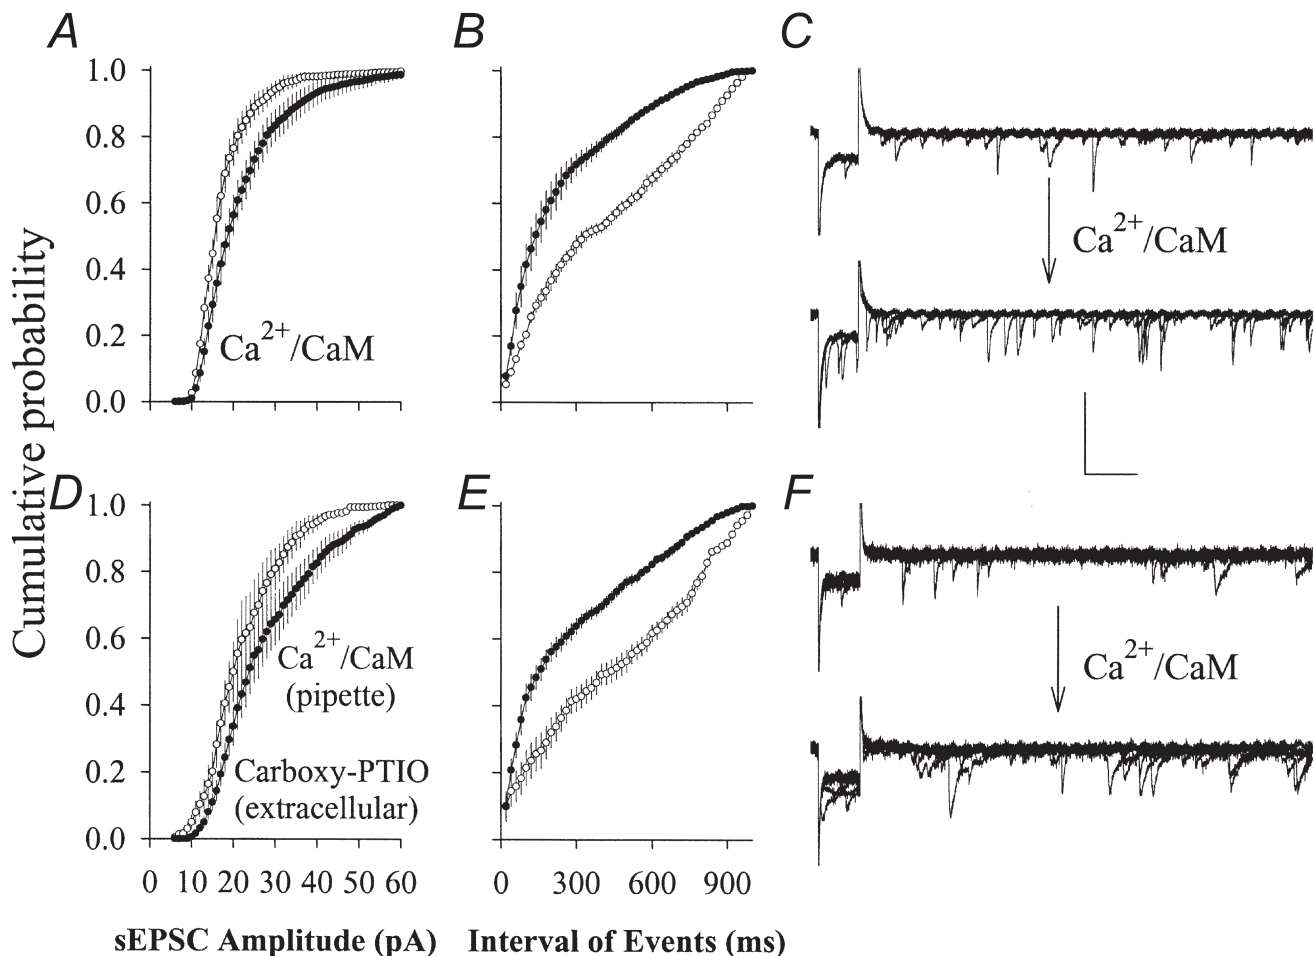 A
B
C
1.0
0.8
0.6
0.4
0.2
0.0
Ca2+/CaM
Ca2+/CaM
Cumulative probability
D
E
F
1.0
0.8
0.6
0.4
0.2
0.0
Ca2+/CaM
(pipette)
Carboxy-PTIO
(extracellular)
Ca2+/CaM
0 10 20 30 40 50 60
0 300 600 900
sEPSC Amplitude (pA)
Interval of Events (ms)